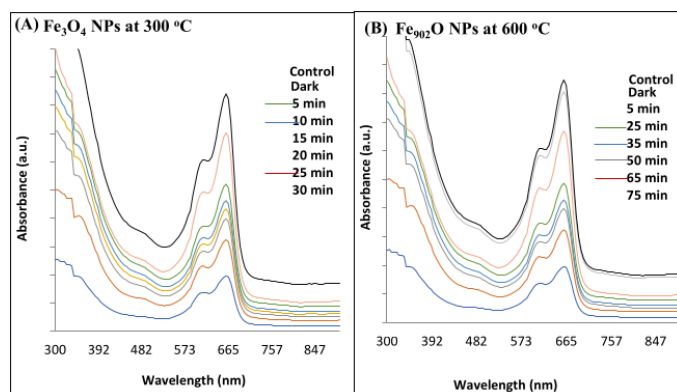 (A) Fe₃O₄ NPs at 300 ºC
Absorbance (a.u.)
Control
Dark
5 min
10 min
15 min
20 min
25 min
30 min
300 392 482 573 665 757 847
Wavelength (nm)
(B) Fe₉₀₂O NPs at 600 ºC
Absorbance (a.u.)
Control
Dark
5 min
25 min
35 min
50 min
65 min
75 min
300 392 482 573 665 757 847
Wavelength (nm)